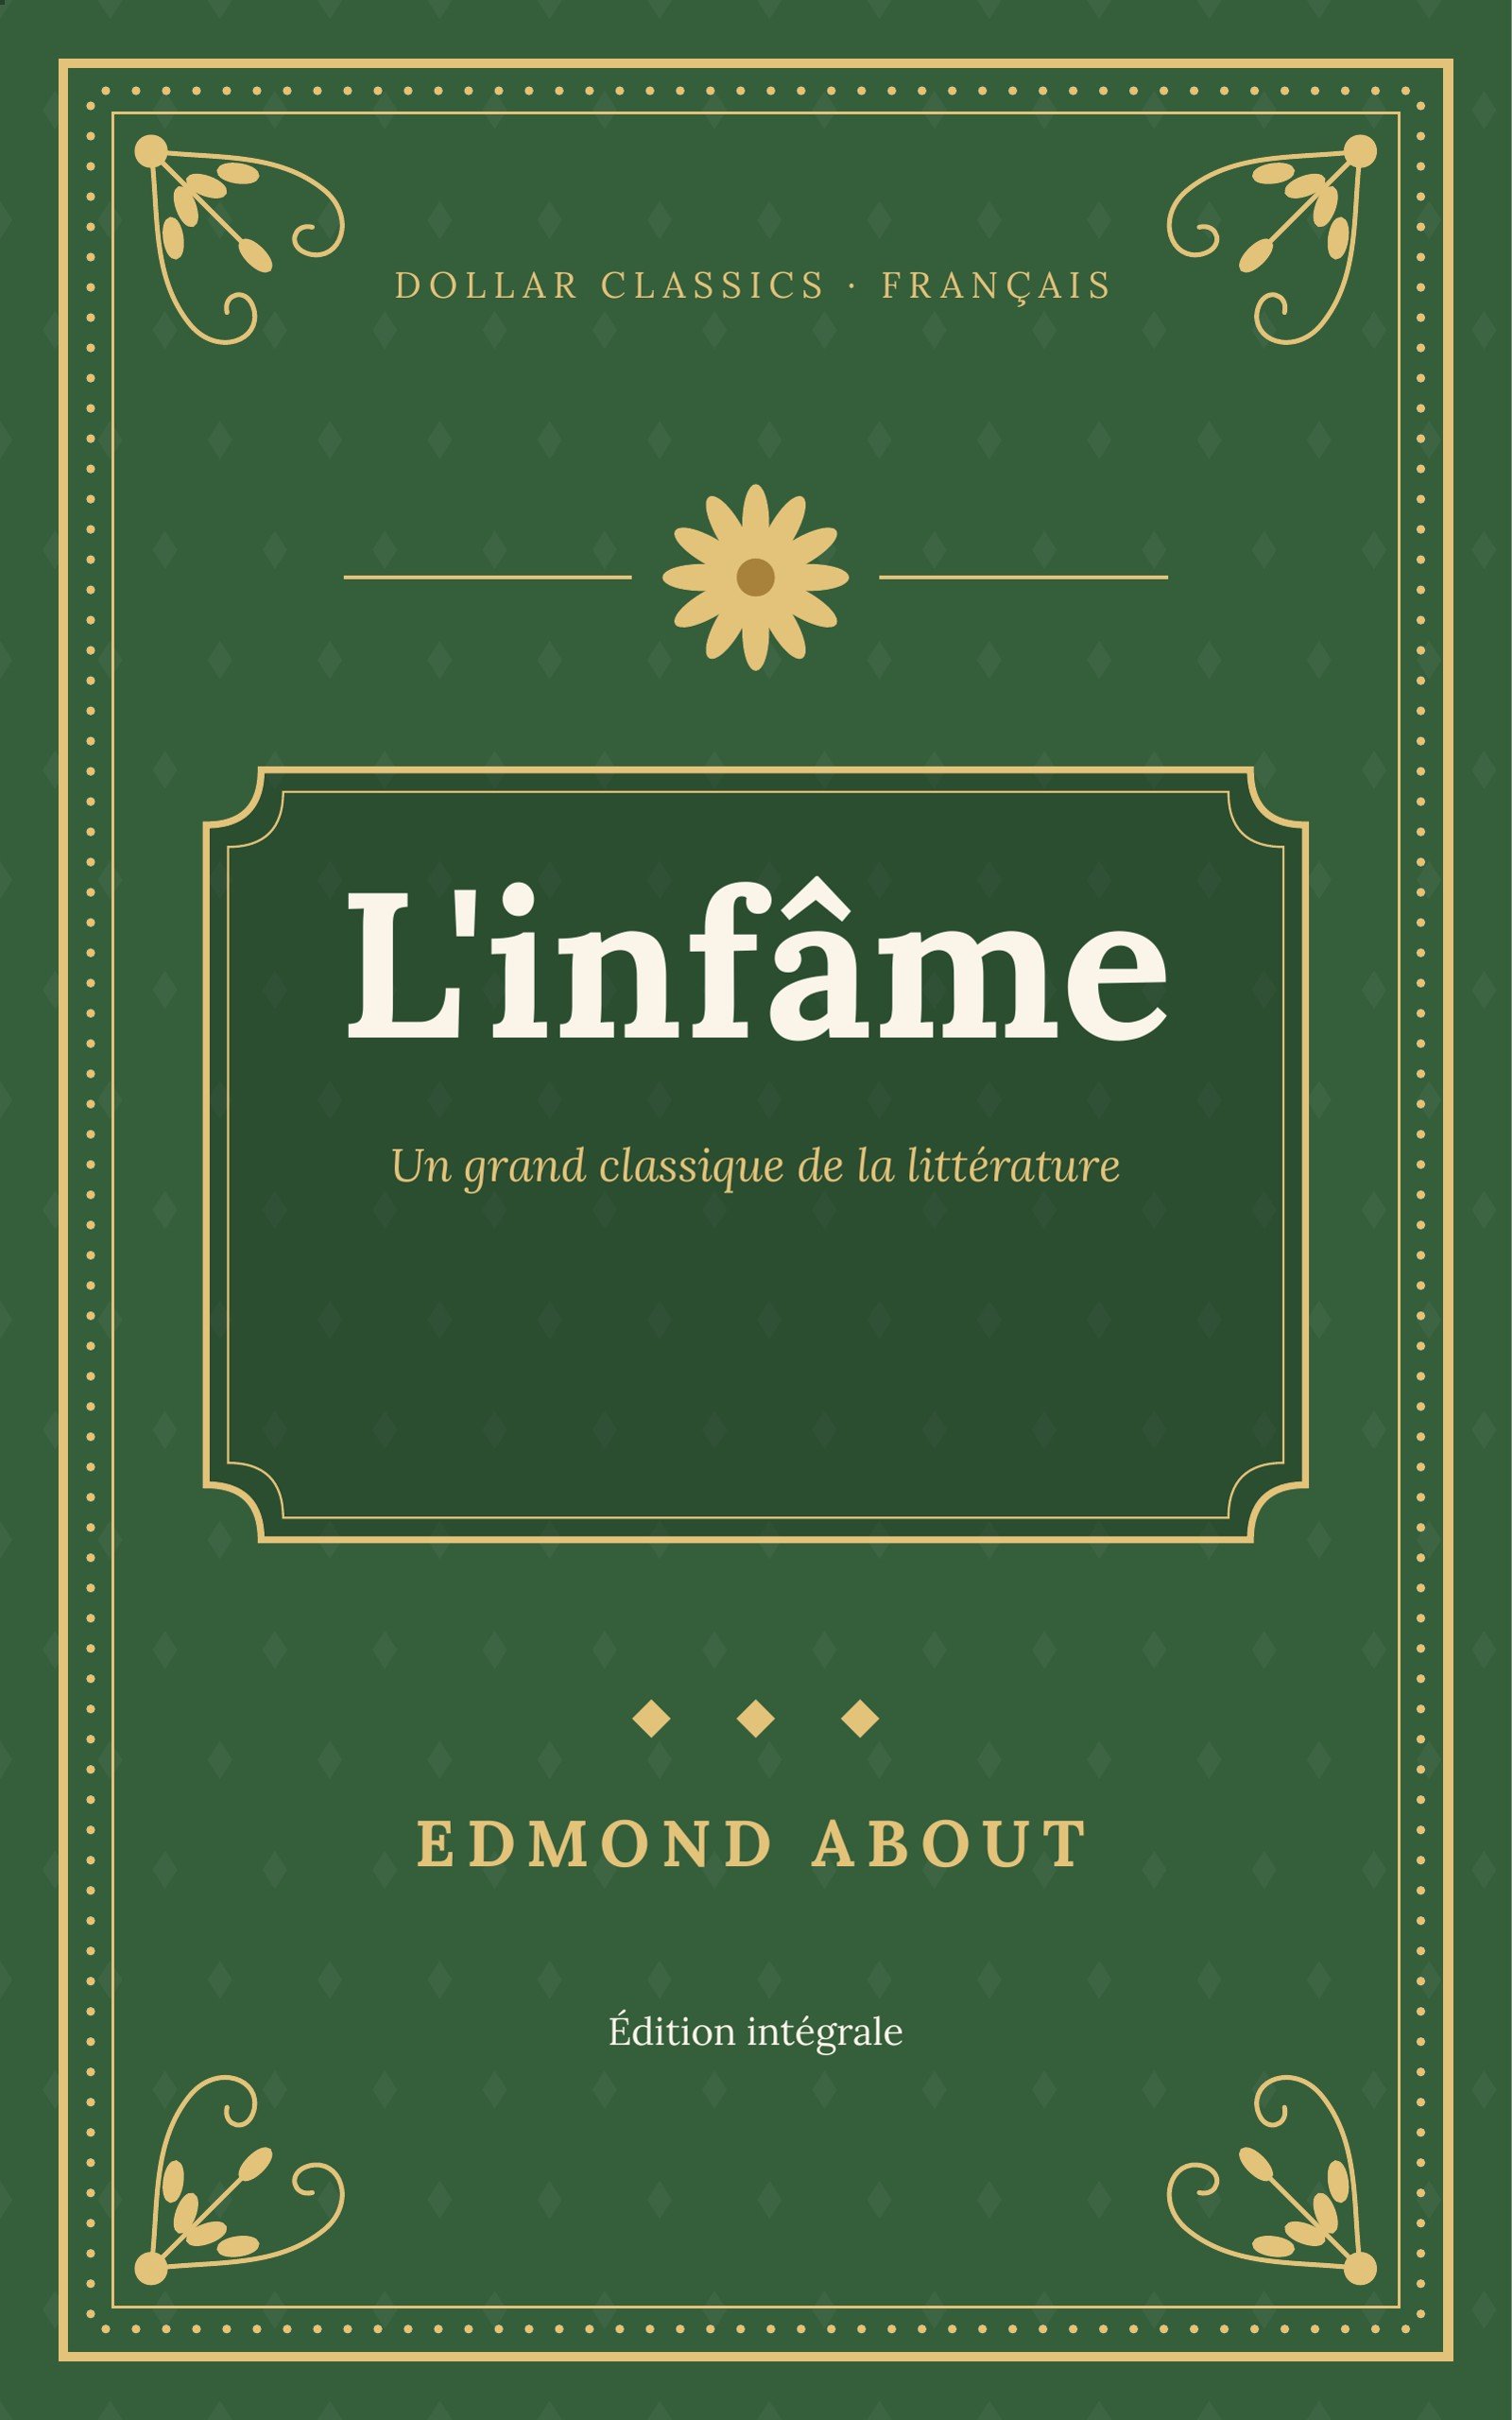 DOLLAR CLASSICS · FRANÇAIS
L'infâme
Un grand classique de la littérature
EDMOND ABOUT
Édition intégrale